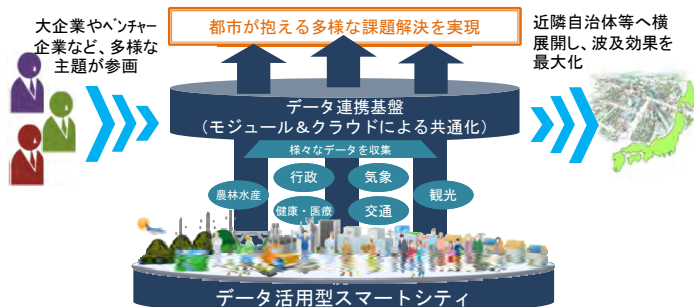 都市が抱える多様な課題解決を実現
大企業やベンチャー
企業など、多様な
主題が参画
近隣自治体等へ横
展開し、波及効果を
最大化
データ連携基盤
（モジュール＆クラウドによる共通化）
様々なデータを収集
行政
気象
農林水産
観光
健康・医療
交通
データ活用型スマートシティ